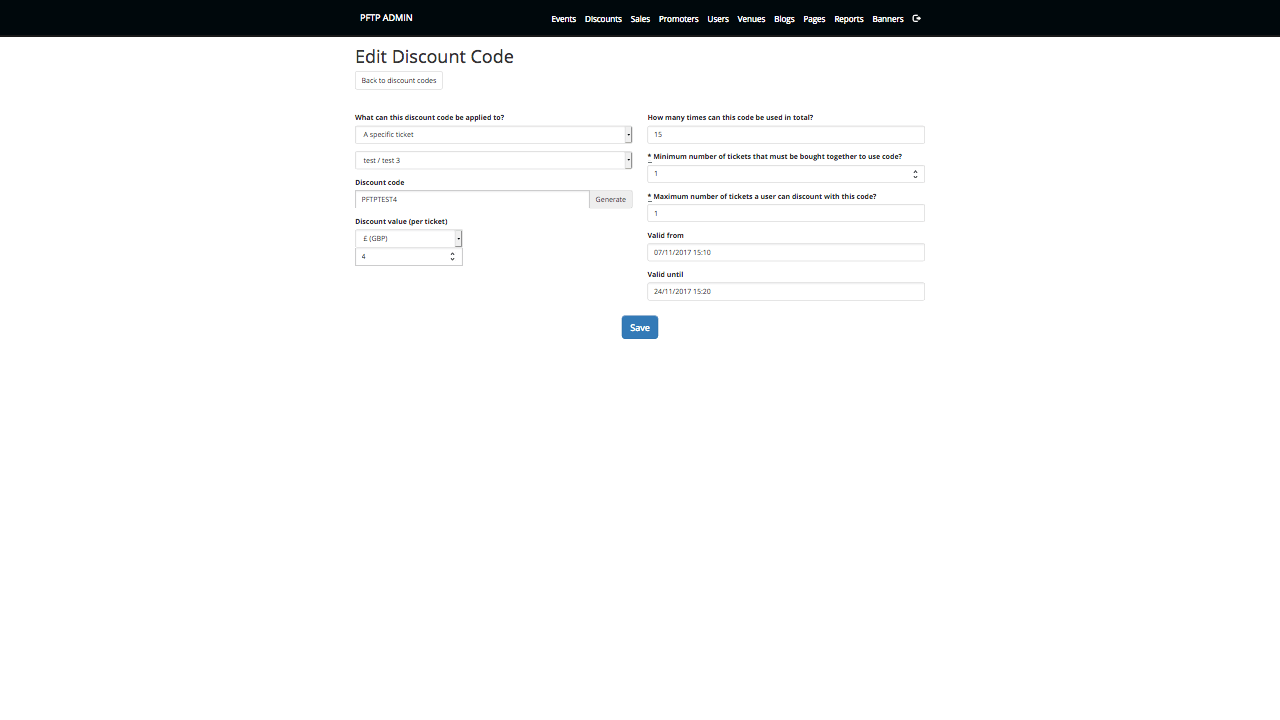 PFTP ADMIN
Events Discounts Sales Promoters Users Venues Blogs Pages Reports Banners
Edit Discount Code
Back to discount codes
What can this discount code be applied to?
A specific ticket
test / test 3
Discount code
PFTPTEST4 Generate
Discount value (per ticket)
£ (GBP)
4
How many times can this code be used in total?
15
* Minimum number of tickets that must be bought together to use code?
1
* Maximum number of tickets a user can discount with this code?
1
Valid from
07/11/2017 15:10
Valid until
24/11/2017 15:20
Save